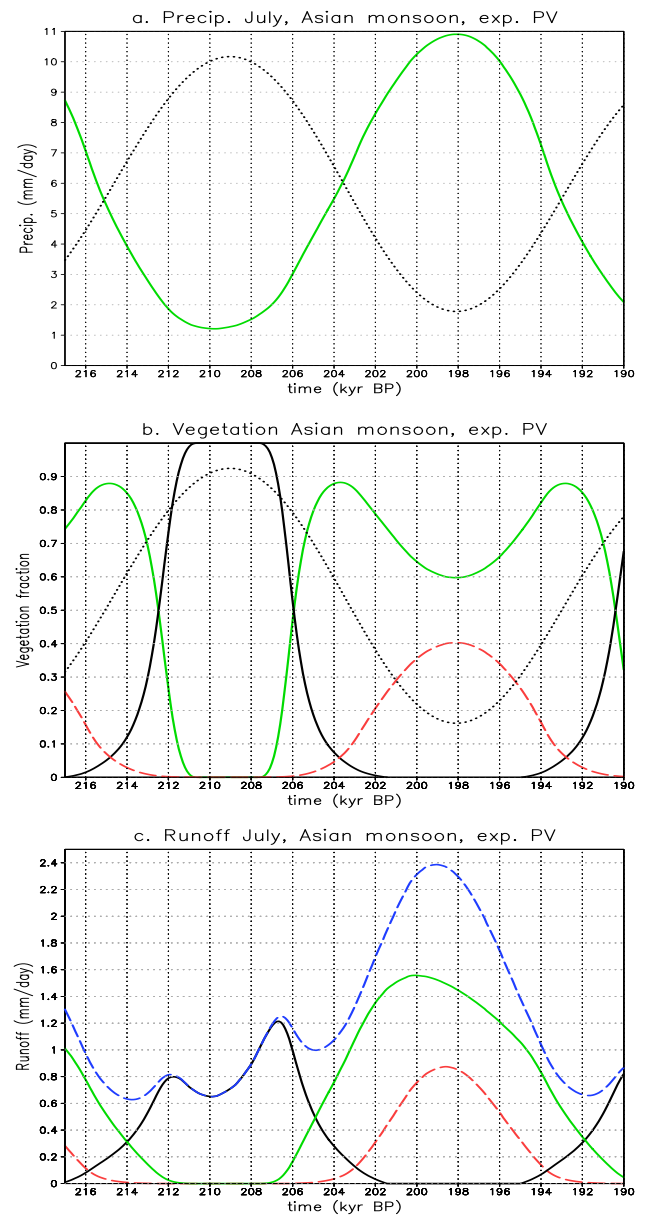 a. Precip. July, Asian monsoon, exp. PV
11
10
9
8
7
6
5
4
3
2
1
0
Precip. (mm/day)
216 214 212 210 208 206 204 202 200 198 196 194 192 190
time (kyr BP)
b. Vegetation Asian monsoon, exp. PV
0.9
0.8
0.7
0.6
0.5
0.4
0.3
0.2
0.1
0
Vegetation fraction
216 214 212 210 208 206 204 202 200 198 196 194 192 190
time (kyr BP)
c. Runoff July, Asian monsoon, exp. PV
2.4
2.2
2
1.8
1.6
1.4
1.2
1
0.8
0.6
0.4
0.2
0
Runoff (mm/day)
216 214 212 210 208 206 204 202 200 198 196 194 192 190
time (kyr BP)